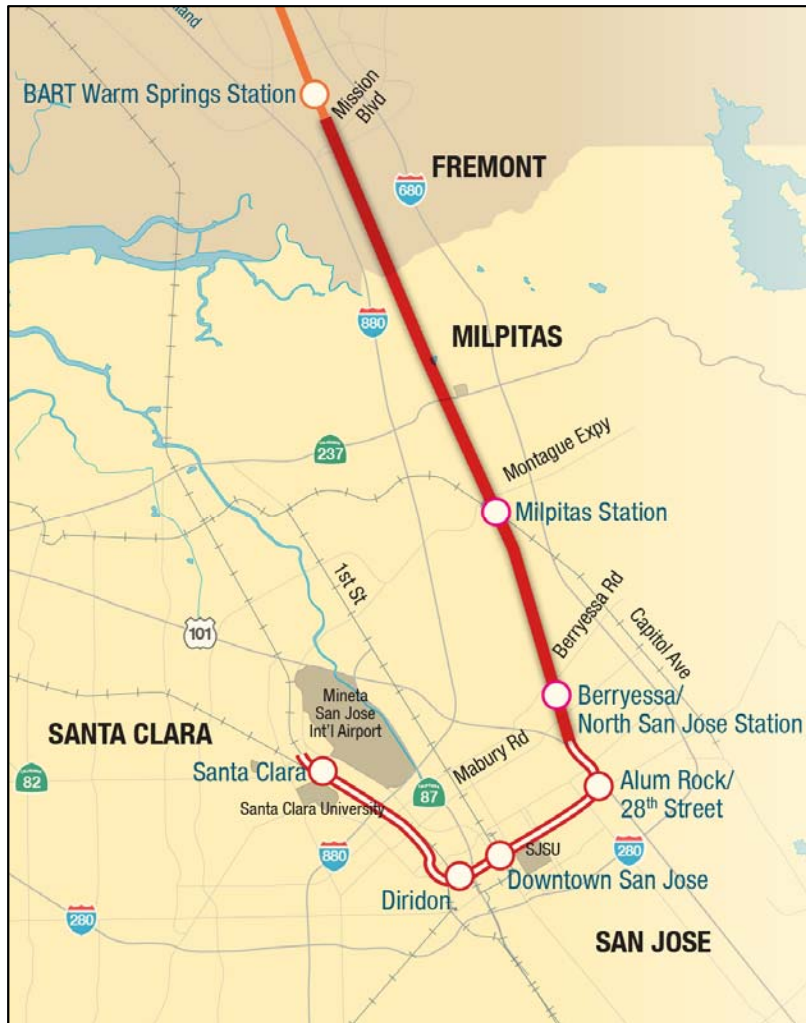 land
BART Warm Springs Station
Mission
Blvd
FREMONT
680
880
MILPITAS
237
Montague Expy
Milpitas Station
1st St
Berryessa Rd
Capitol Ave
101
Mineta
San Jose
Int'l Airport
Berryessa/
North San Jose Station
SANTA CLARA
Mabury Rd
Santa Clara
82
87
Alum Rock/
28th Street
Santa Clara University
880
SJSU
280
Downtown San Jose
Diridon
280
SAN JOSE